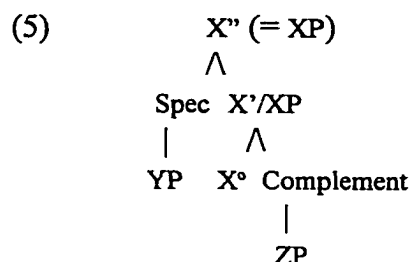 (5) X” (= XP)
Spec X’/XP
YP X° Complement
ZP